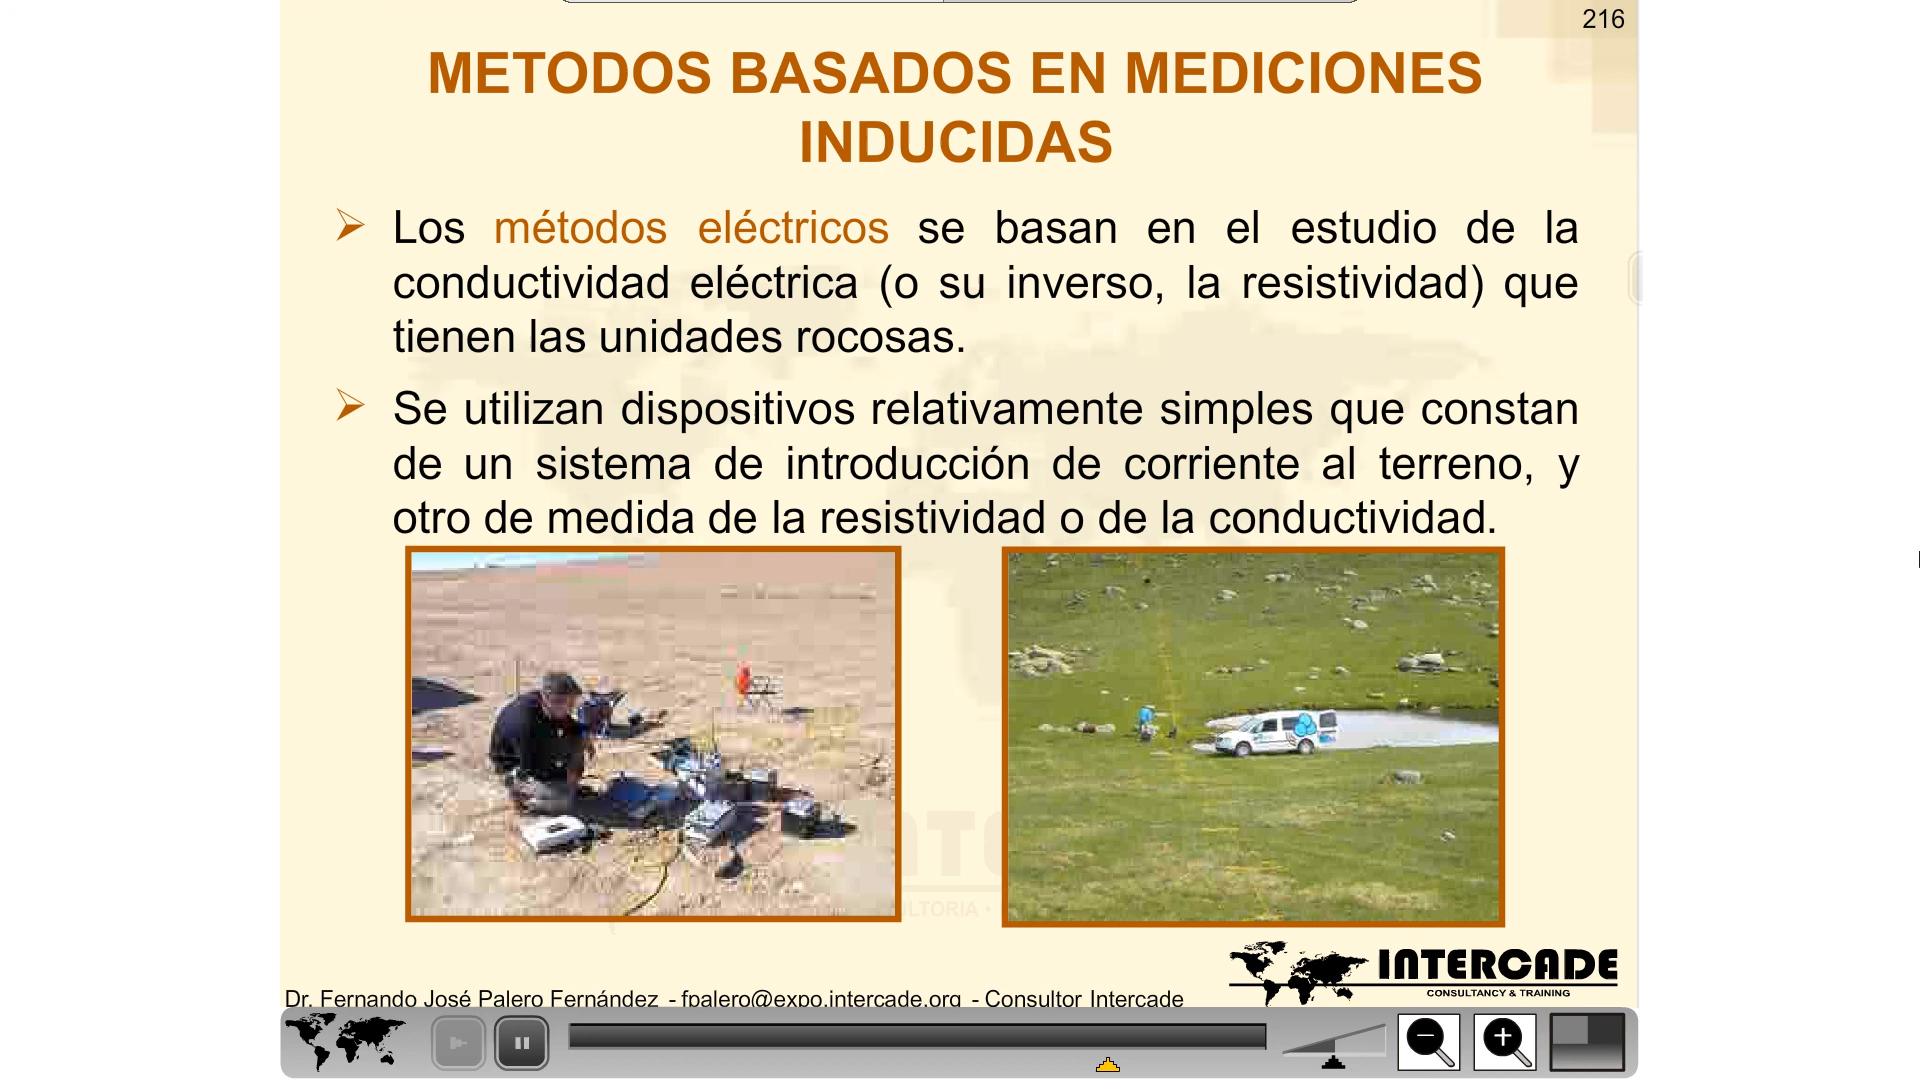 216
METODOS BASADOS EN MEDICIONES
INDUCIDAS
Los métodos eléctricos se basan en el estudio de la
conductividad eléctrica (o su inverso, la resistividad) que
tienen las unidades rocosas.
Se utilizan dispositivos relativamente simples que constan
de un sistema de introducción de corriente al terreno, y
otro de medida de la resistividad o de la conductividad.
INTERCADE
CONSULTANCY & TRAINING
Dr. Fernando José Palero Fernández - fpalero@expo.intercade.org - Consultor Intercade